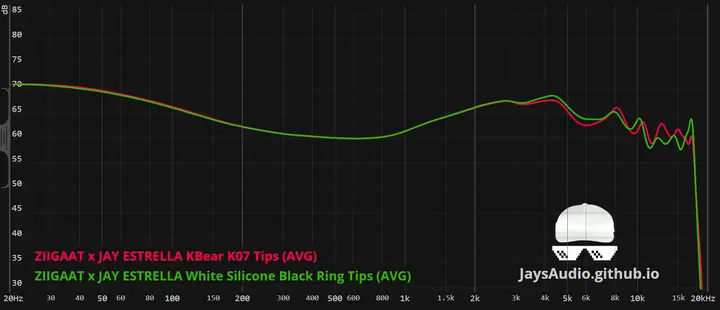 dB
85
80
75
70
65
60
55
50
45
40
35
30
ZIIGAAT x JAY ESTRELLA KBear K07 Tips (AVG)
ZIIGAAT x JAY ESTRELLA White Silicone Black Ring Tips (AVG)
JaysAudio.github.io
20Hz 30 40 50 60 80 100 150 200 300 400 500 600 800 1k 1.5k 2k 3k 4k 5k 6k 8k 10k 15k 20kHz